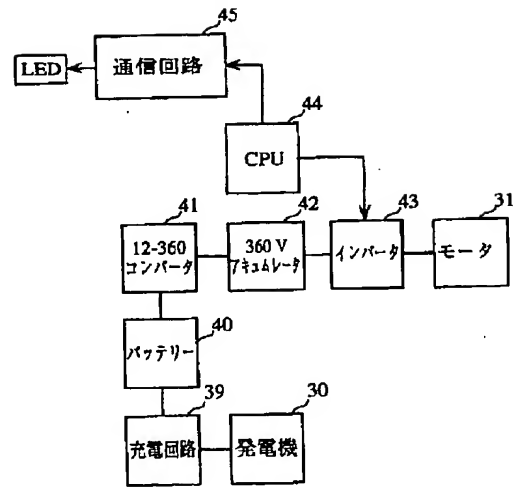 45
LED
通信回路
44
CPU
41
42
43
31
12-360
コンバータ
360 V
アキュムレータ
インバータ
モータ
40
バッテリー
39
30
充電回路
発電機